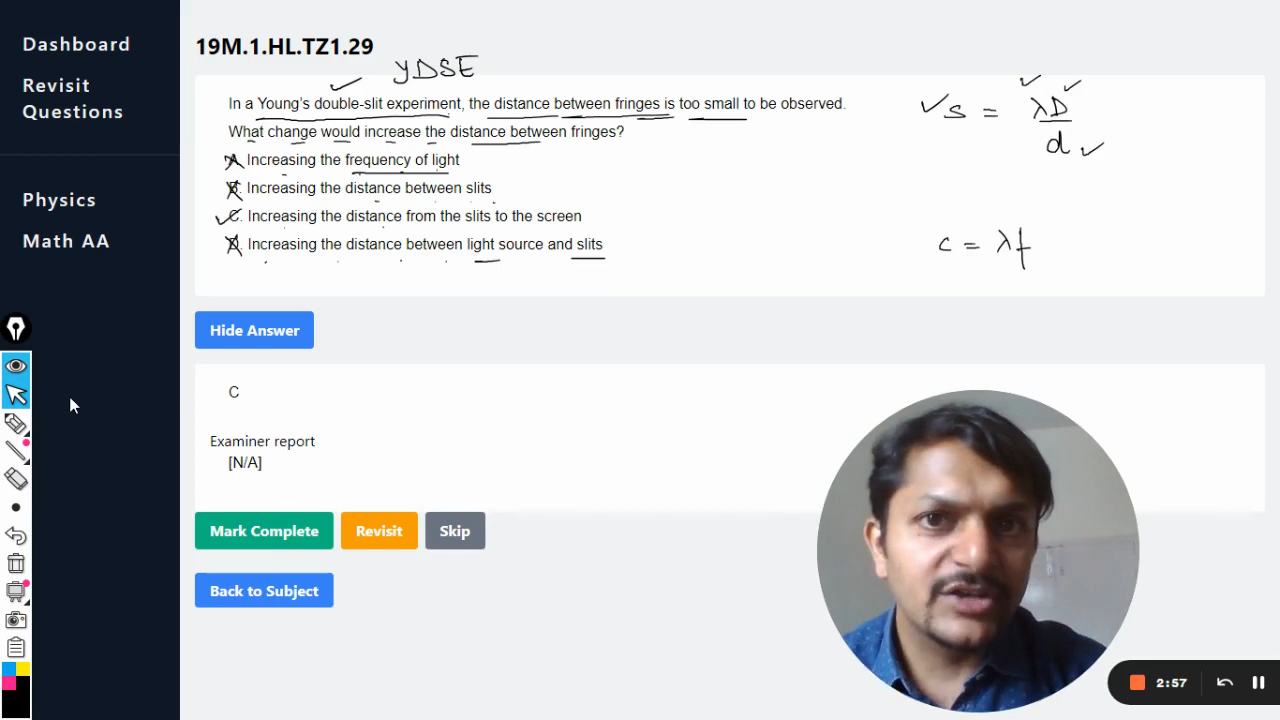 Dashboard
Revisit
Questions
Physics
Math AA
19M.1.HL.TZ1.29
YDSE
In a Young's double-slit experiment, the distance between fringes is too small to be observed.
What change would increase the distance between fringes?
A. Increasing the frequency of light
B. Increasing the distance between slits
C. Increasing the distance from the slits to the screen
D. Increasing the distance between light source and slits
s = λD
d
c = λf
Hide Answer
C
Examiner report
[N/A]
Mark Complete
Revisit
Skip
Back to Subject
2:57